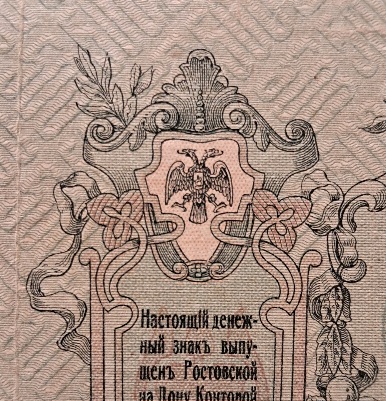 Настоящій денеж-
ный знакъ выпу-
щенъ Ростовской
на Дону Конторой